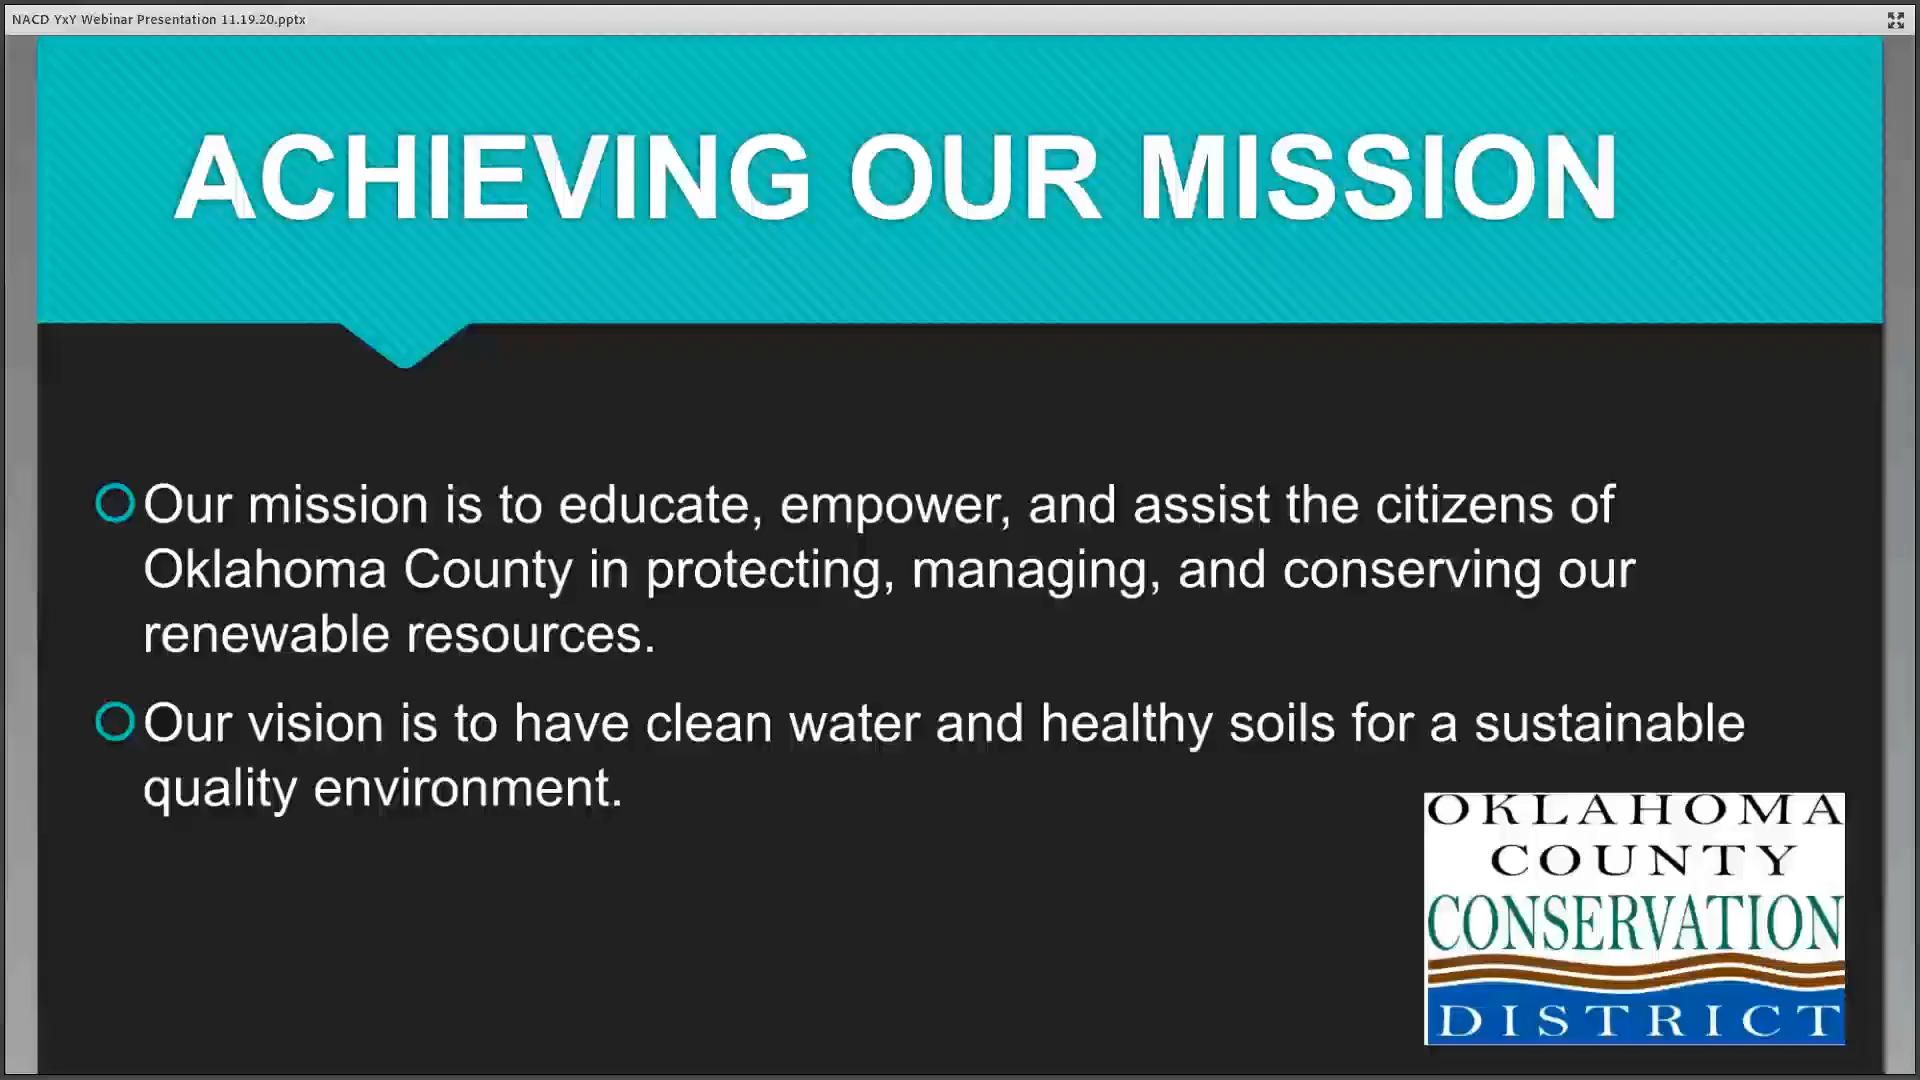 NACD YxY Webinar Presentation 11.19.20.pptx
ACHIEVING OUR MISSION
Our mission is to educate, empower, and assist the citizens of
Oklahoma County in protecting, managing, and conserving our
renewable resources.
Our vision is to have clean water and healthy soils for a sustainable
quality environment.
OKLAHOMA
COUNTY
CONSERVATION
DISTRICT